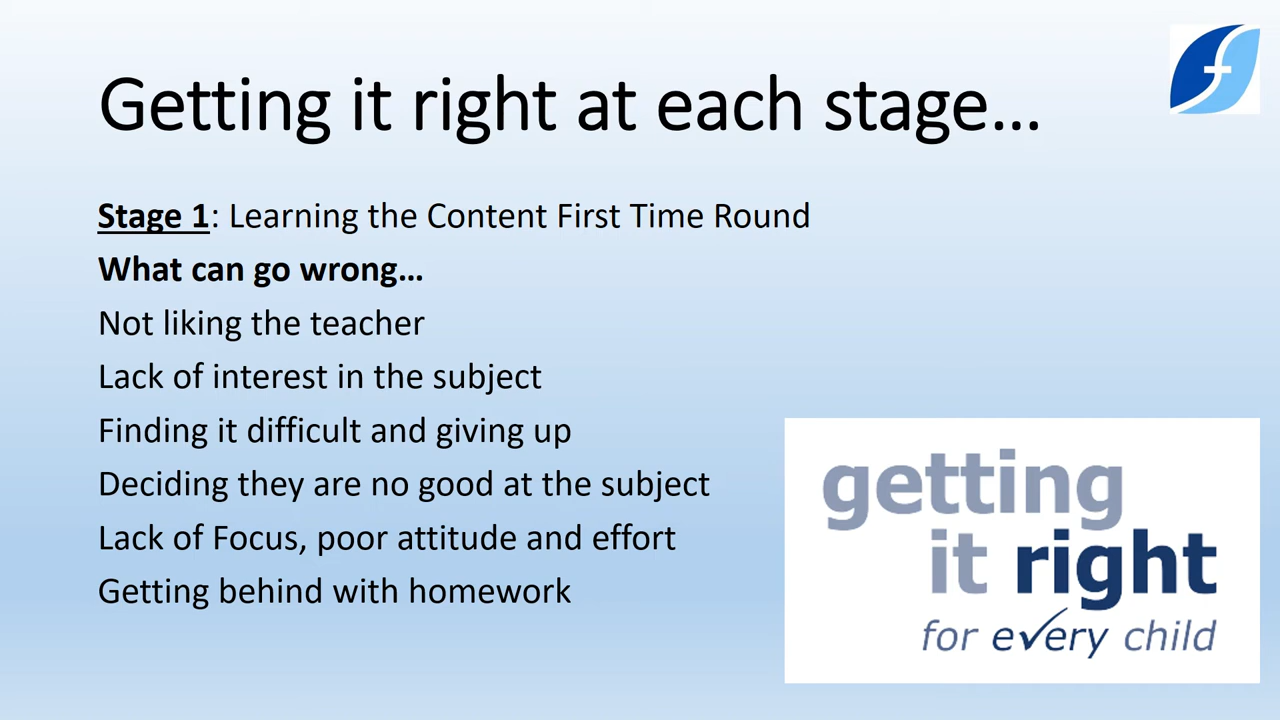 Getting it right at each stage…
Stage 1: Learning the Content First Time Round
What can go wrong…
Not liking the teacher
Lack of interest in the subject
Finding it difficult and giving up
Deciding they are no good at the subject
Lack of Focus, poor attitude and effort
Getting behind with homework
getting
it right
for every child